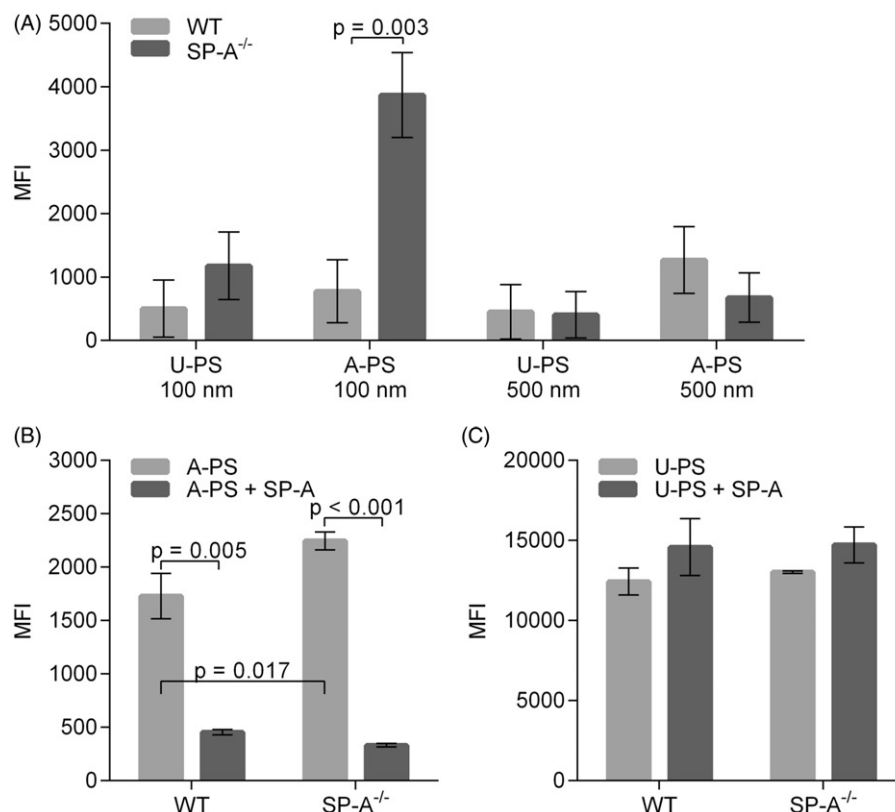 (A)
WT
SP-A-/-
p = 0.003
MFI
5000
4000
3000
2000
1000
0
U-PS
100 nm
A-PS
100 nm
U-PS
500 nm
A-PS
500 nm
(B)
A-PS
A-PS + SP-A
p < 0.001
p = 0.005
p = 0.017
MFI
3000
2500
2000
1500
1000
500
0
WT
SP-A-/-
(C)
U-PS
U-PS + SP-A
MFI
20000
15000
10000
5000
0
WT
SP-A-/-